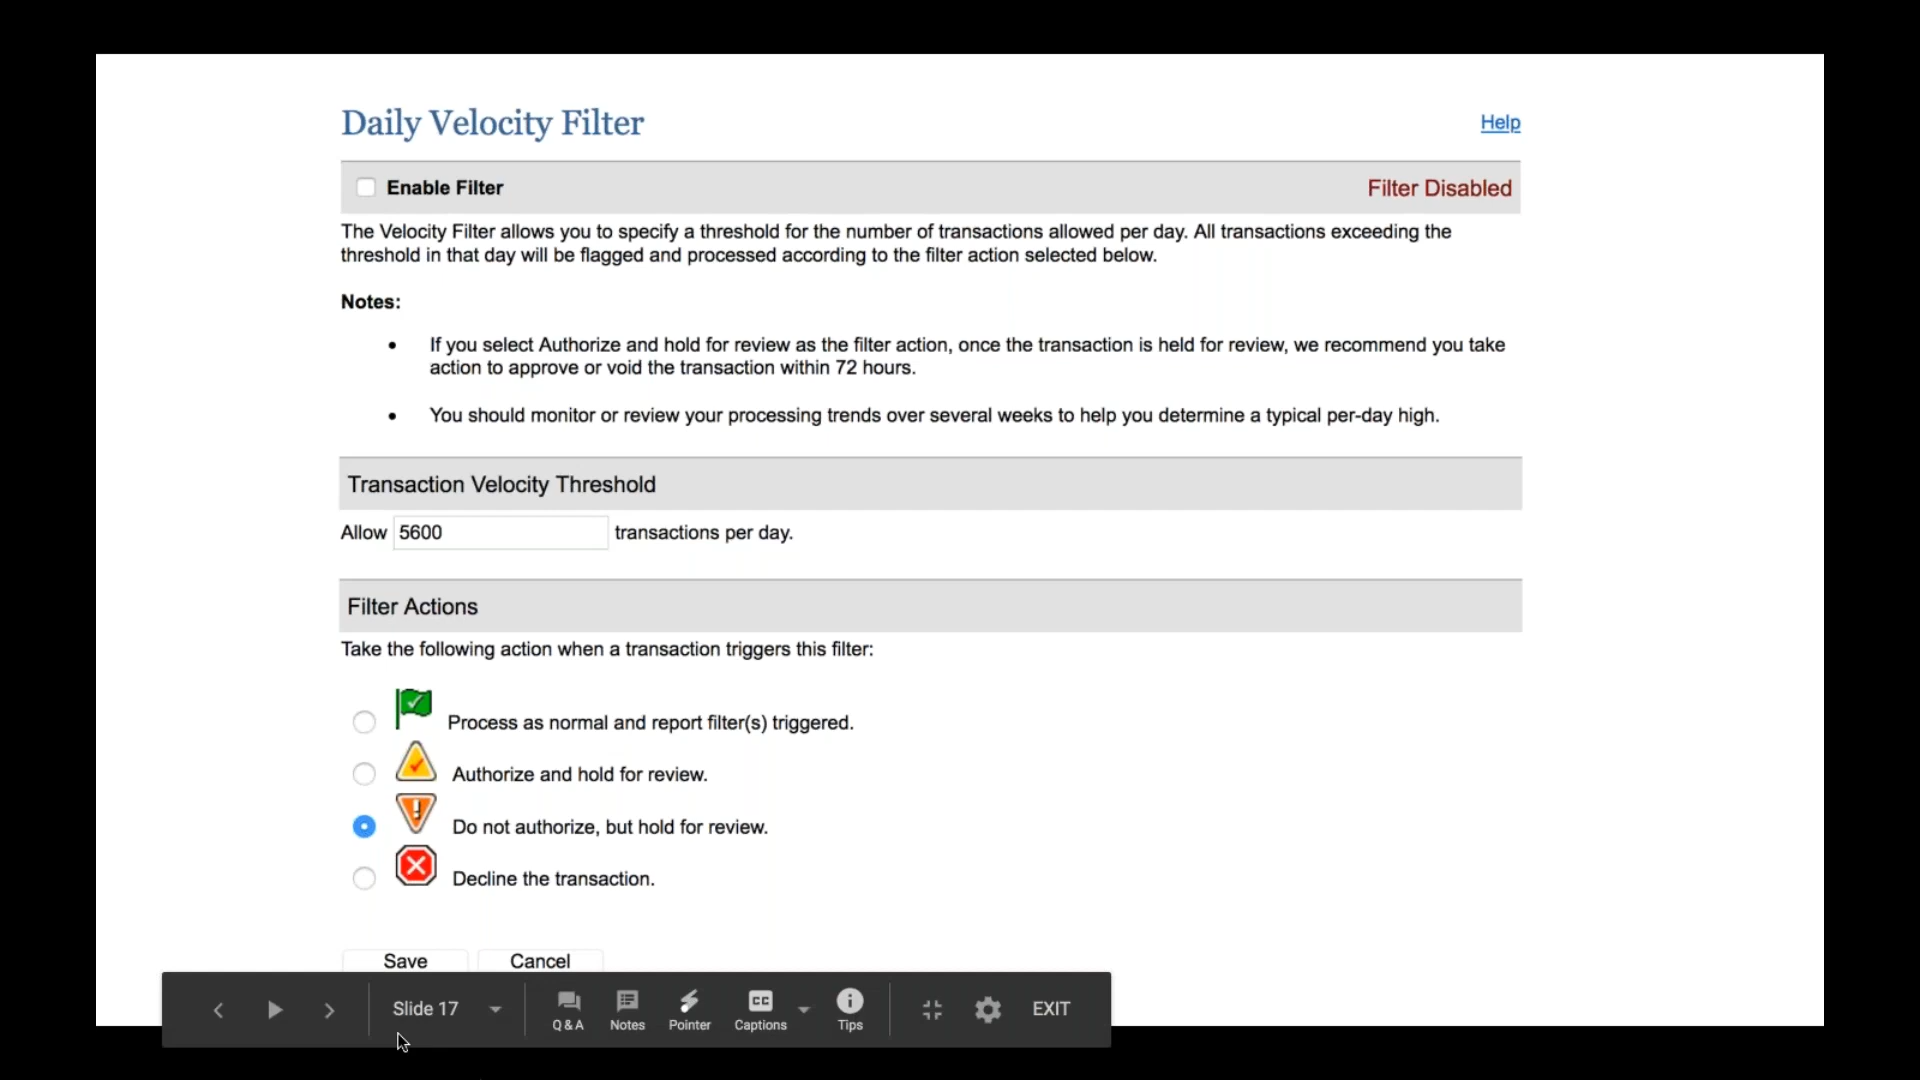 Daily Velocity Filter
Help
Enable Filter
Filter Disabled
The Velocity Filter allows you to specify a threshold for the number of transactions allowed per day. All transactions exceeding the
threshold in that day will be flagged and processed according to the filter action selected below.
Notes:
• If you select Authorize and hold for review as the filter action, once the transaction is held for review, we recommend you take
action to approve or void the transaction within 72 hours.
• You should monitor or review your processing trends over several weeks to help you determine a typical per-day high.
Transaction Velocity Threshold
Allow 5600 transactions per day.
Filter Actions
Take the following action when a transaction triggers this filter:
Process as normal and report filter(s) triggered.
Authorize and hold for review.
Do not authorize, but hold for review.
Decline the transaction.
Save
Cancel
Slide 17
Q & A
Notes
Pointer
CC
Captions
Tips
EXIT